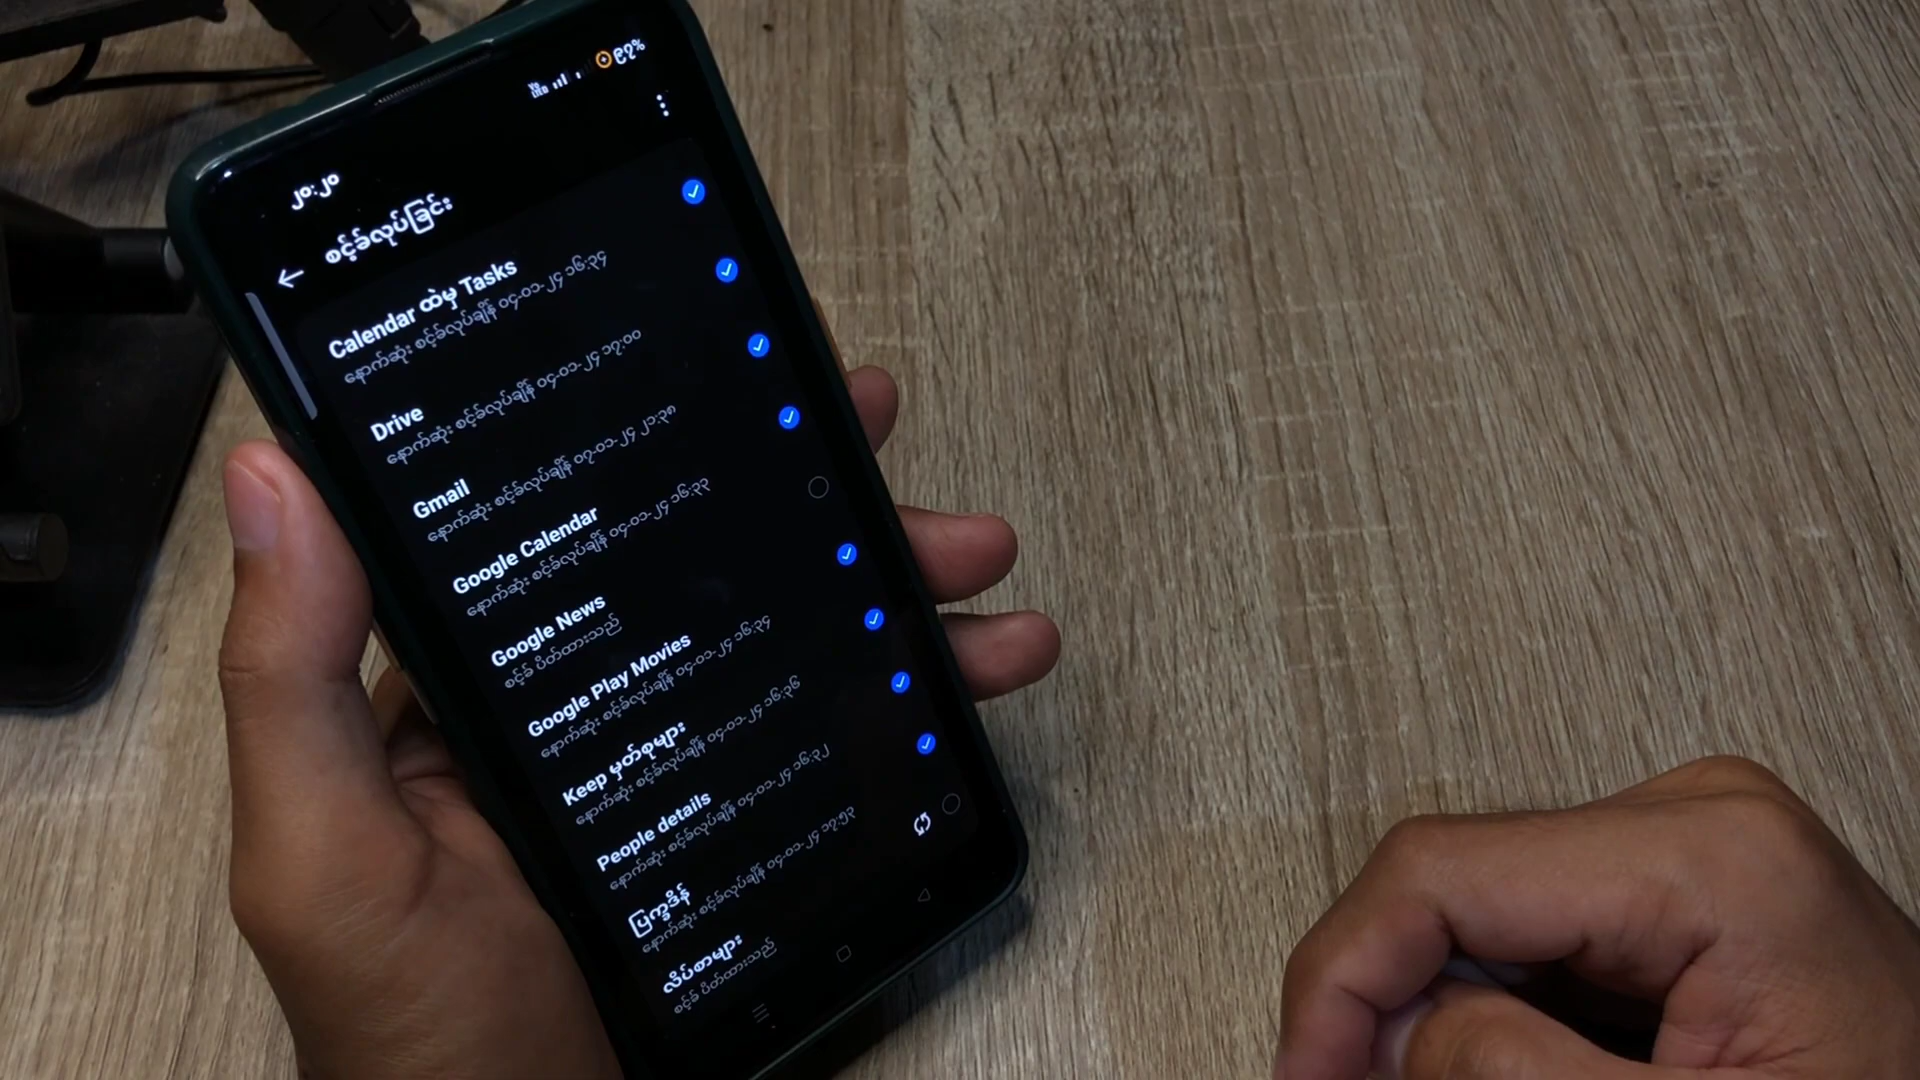 ၉၇%
၂၀:၂၀
စင့်ခ်လုပ်ခြင်း
Calendar ထဲမှ Tasks
နောက်ဆုံး စင့်ခ်လုပ်ချိန် ၀၄-၀၁-၂၄ ၁၆:၃၄
Drive
နောက်ဆုံး စင့်ခ်လုပ်ချိန် ၀၄-၀၁-၂၄ ၁၇:၀၀
Gmail
နောက်ဆုံး စင့်ခ်လုပ်ချိန် ၀၇-၀၁-၂၄ ၂၁:၃၈
Google Calendar
နောက်ဆုံး စင့်ခ်လုပ်ချိန် ၀၄-၀၁-၂၄ ၁၆:၃၃
Google News
စင့်ခ် ပိတ်ထားသည်
Google Play Movies
နောက်ဆုံး စင့်ခ်လုပ်ချိန် ၀၄-၀၁-၂၄ ၁၆:၃၄
Keep မှတ်စုများ
နောက်ဆုံး စင့်ခ်လုပ်ချိန် ၀၄-၀၁-၂၄ ၁၆:၃၆
People details
နောက်ဆုံး စင့်ခ်လုပ်ချိန် ၀၄-၀၁-၂၄ ၁၆:၃၂
ပြက္ခဒိန်
နောက်ဆုံး စင့်ခ်လုပ်ချိန် ၀၄-၀၁-၂၄ ၁၇:၅၃
လိပ်စာများ
စင့်ခ် ပိတ်ထားသည်